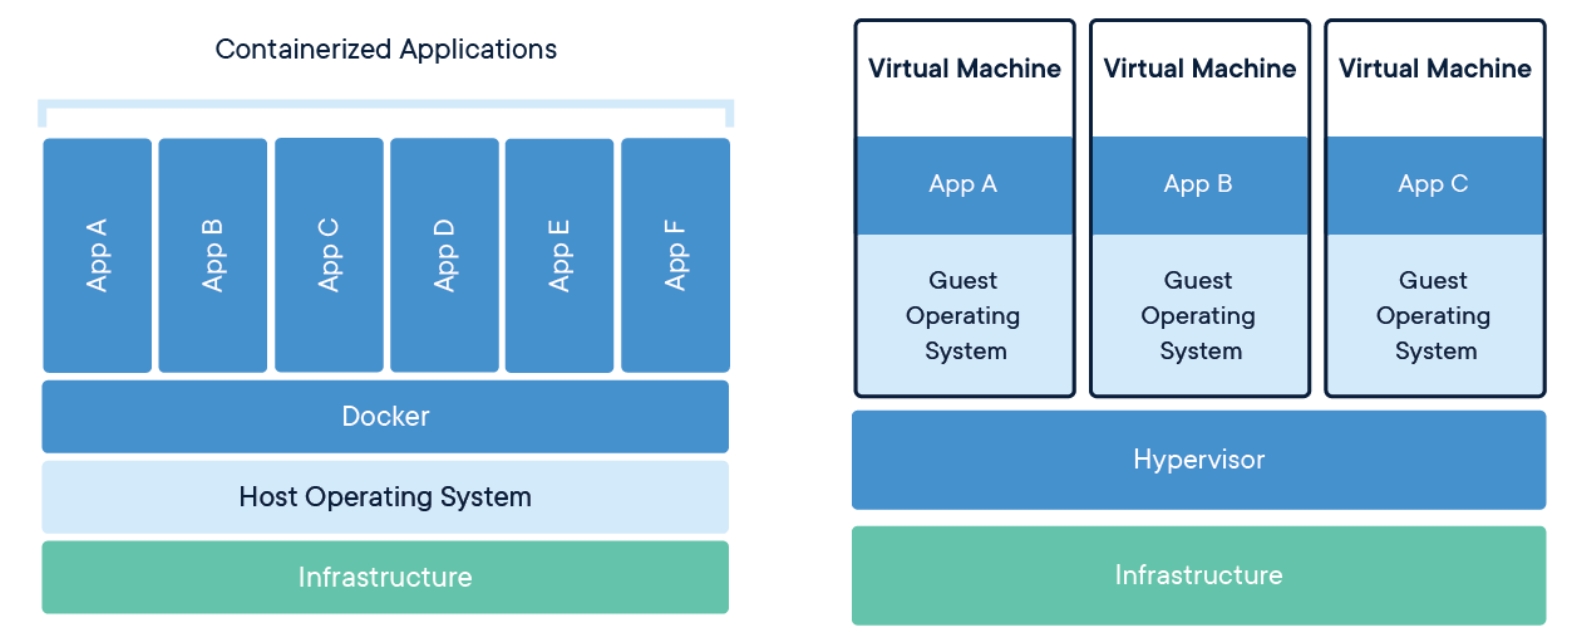 Containerized Applications
App A
App B
App C
App D
App E
App F
Docker
Host Operating System
Infrastructure
Virtual Machine
App A
Guest
Operating
System
Virtual Machine
App B
Guest
Operating
System
Virtual Machine
App C
Guest
Operating
System
Hypervisor
Infrastructure